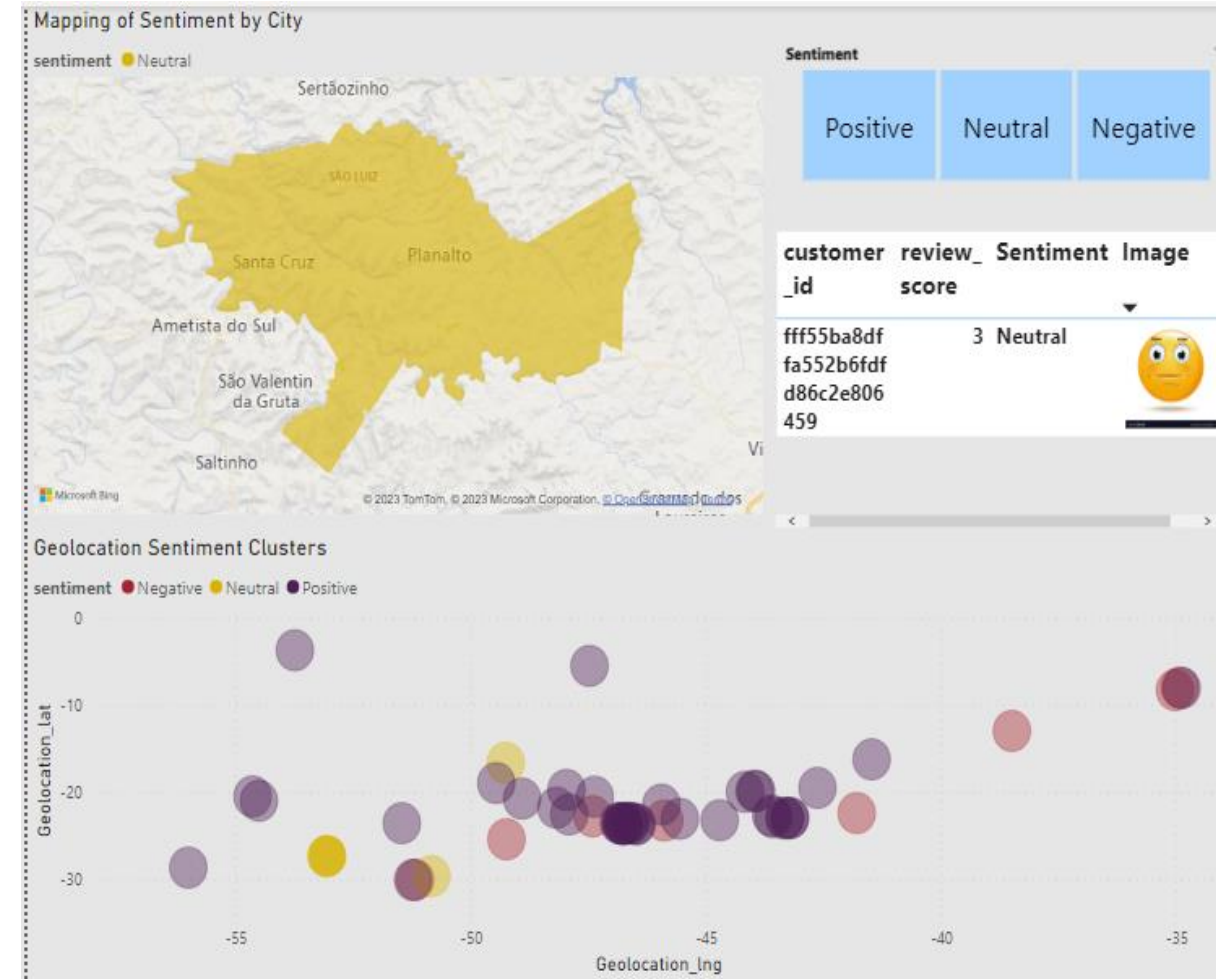 Mapping of Sentiment by City
sentiment Neutral
Sertãozinho
SÃO LUIZ
Santa Cruz
Planalto
Ametista do Sul
São Valentin
da Gruta
Saltinho
Vi
Microsoft Bing
© 2023 TomTom, © 2023 Microsoft Corporation,
Sentiment
Positive Neutral Negative
customer review_ Sentiment Image
_id score
fff55ba8df 3 Neutral
fa552b6fdf
d86c2e806
459
Geolocation Sentiment Clusters
sentiment Negative Neutral Positive
0
-10
-20
-30
Geolocation_lat
-55 -50 -45 -40 -35
Geolocation_lng